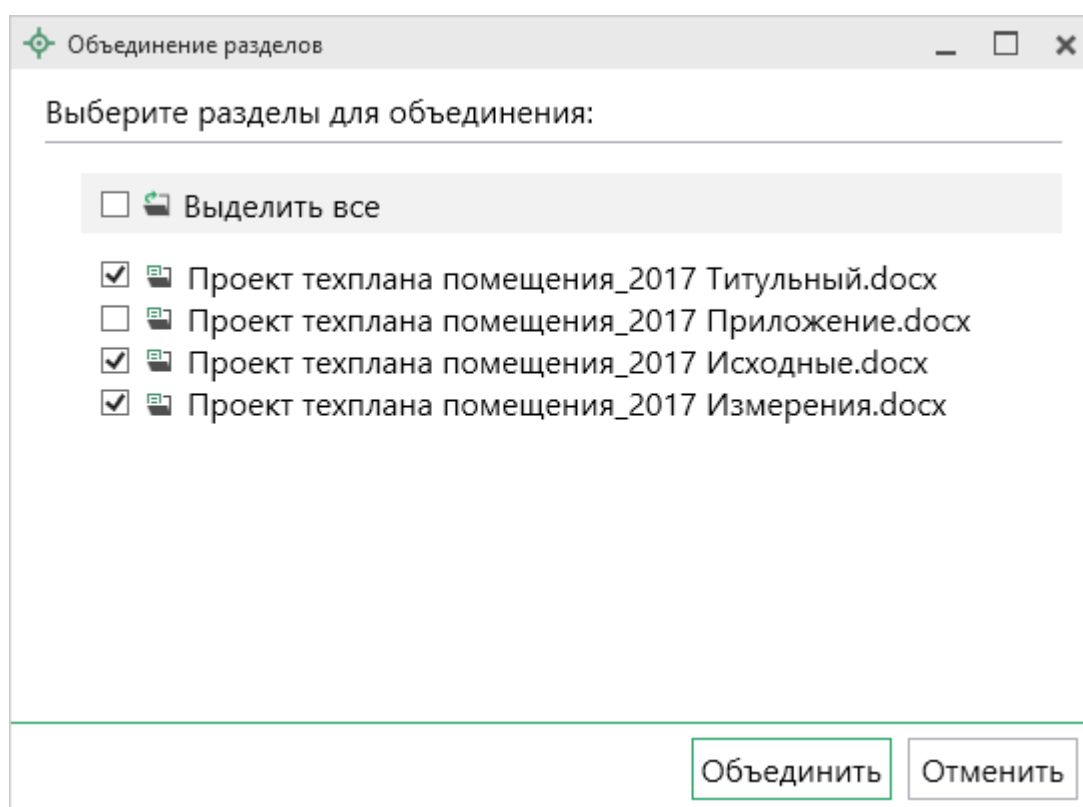 Объединение разделов
Выберите разделы для объединения:
Выделить все
Проект техплана помещения_2017 Титульный.docx
Проект техплана помещения_2017 Приложение.docx
Проект техплана помещения_2017 Исходные.docx
Проект техплана помещения_2017 Измерения.docx
Объединить
Отменить